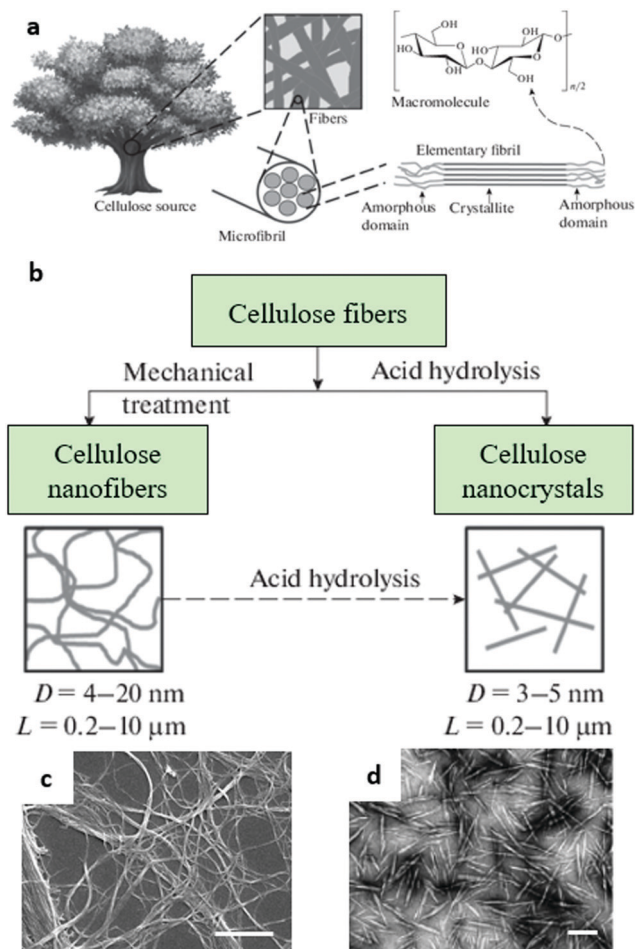 a
OH
HO
O
OH
O
HO
OH
O
O
OH
n/2
Macromolecule
Fibers
Elementary fibril
Cellulose source
Amorphous
domain
Crystallite
Amorphous
domain
Microfibril
b
Cellulose fibers
Mechanical
treatment
Acid hydrolysis
Cellulose
nanofibers
Cellulose
nanocrystals
Acid hydrolysis
D = 4–20 nm
L = 0.2–10 μm
D = 3–5 nm
L = 0.2–10 μm
c
d